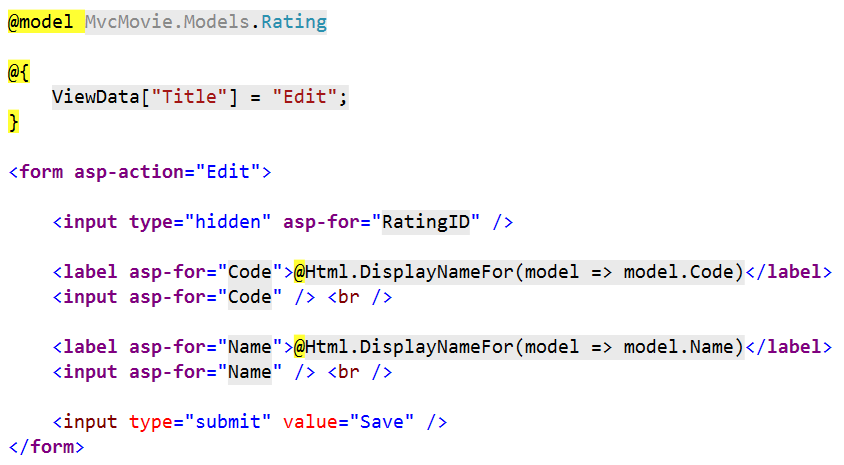 @model MvcMovie.Models.Rating
@{
ViewData["Title"] = "Edit";
}
<form asp-action="Edit">
<input type="hidden" asp-for="RatingID" />
<label asp-for="Code">@Html.DisplayNameFor(model => model.Code)</label>
<input asp-for="Code" /> <br />
<label asp-for="Name">@Html.DisplayNameFor(model => model.Name)</label>
<input asp-for="Name" /> <br />
<input type="submit" value="Save" />
</form>